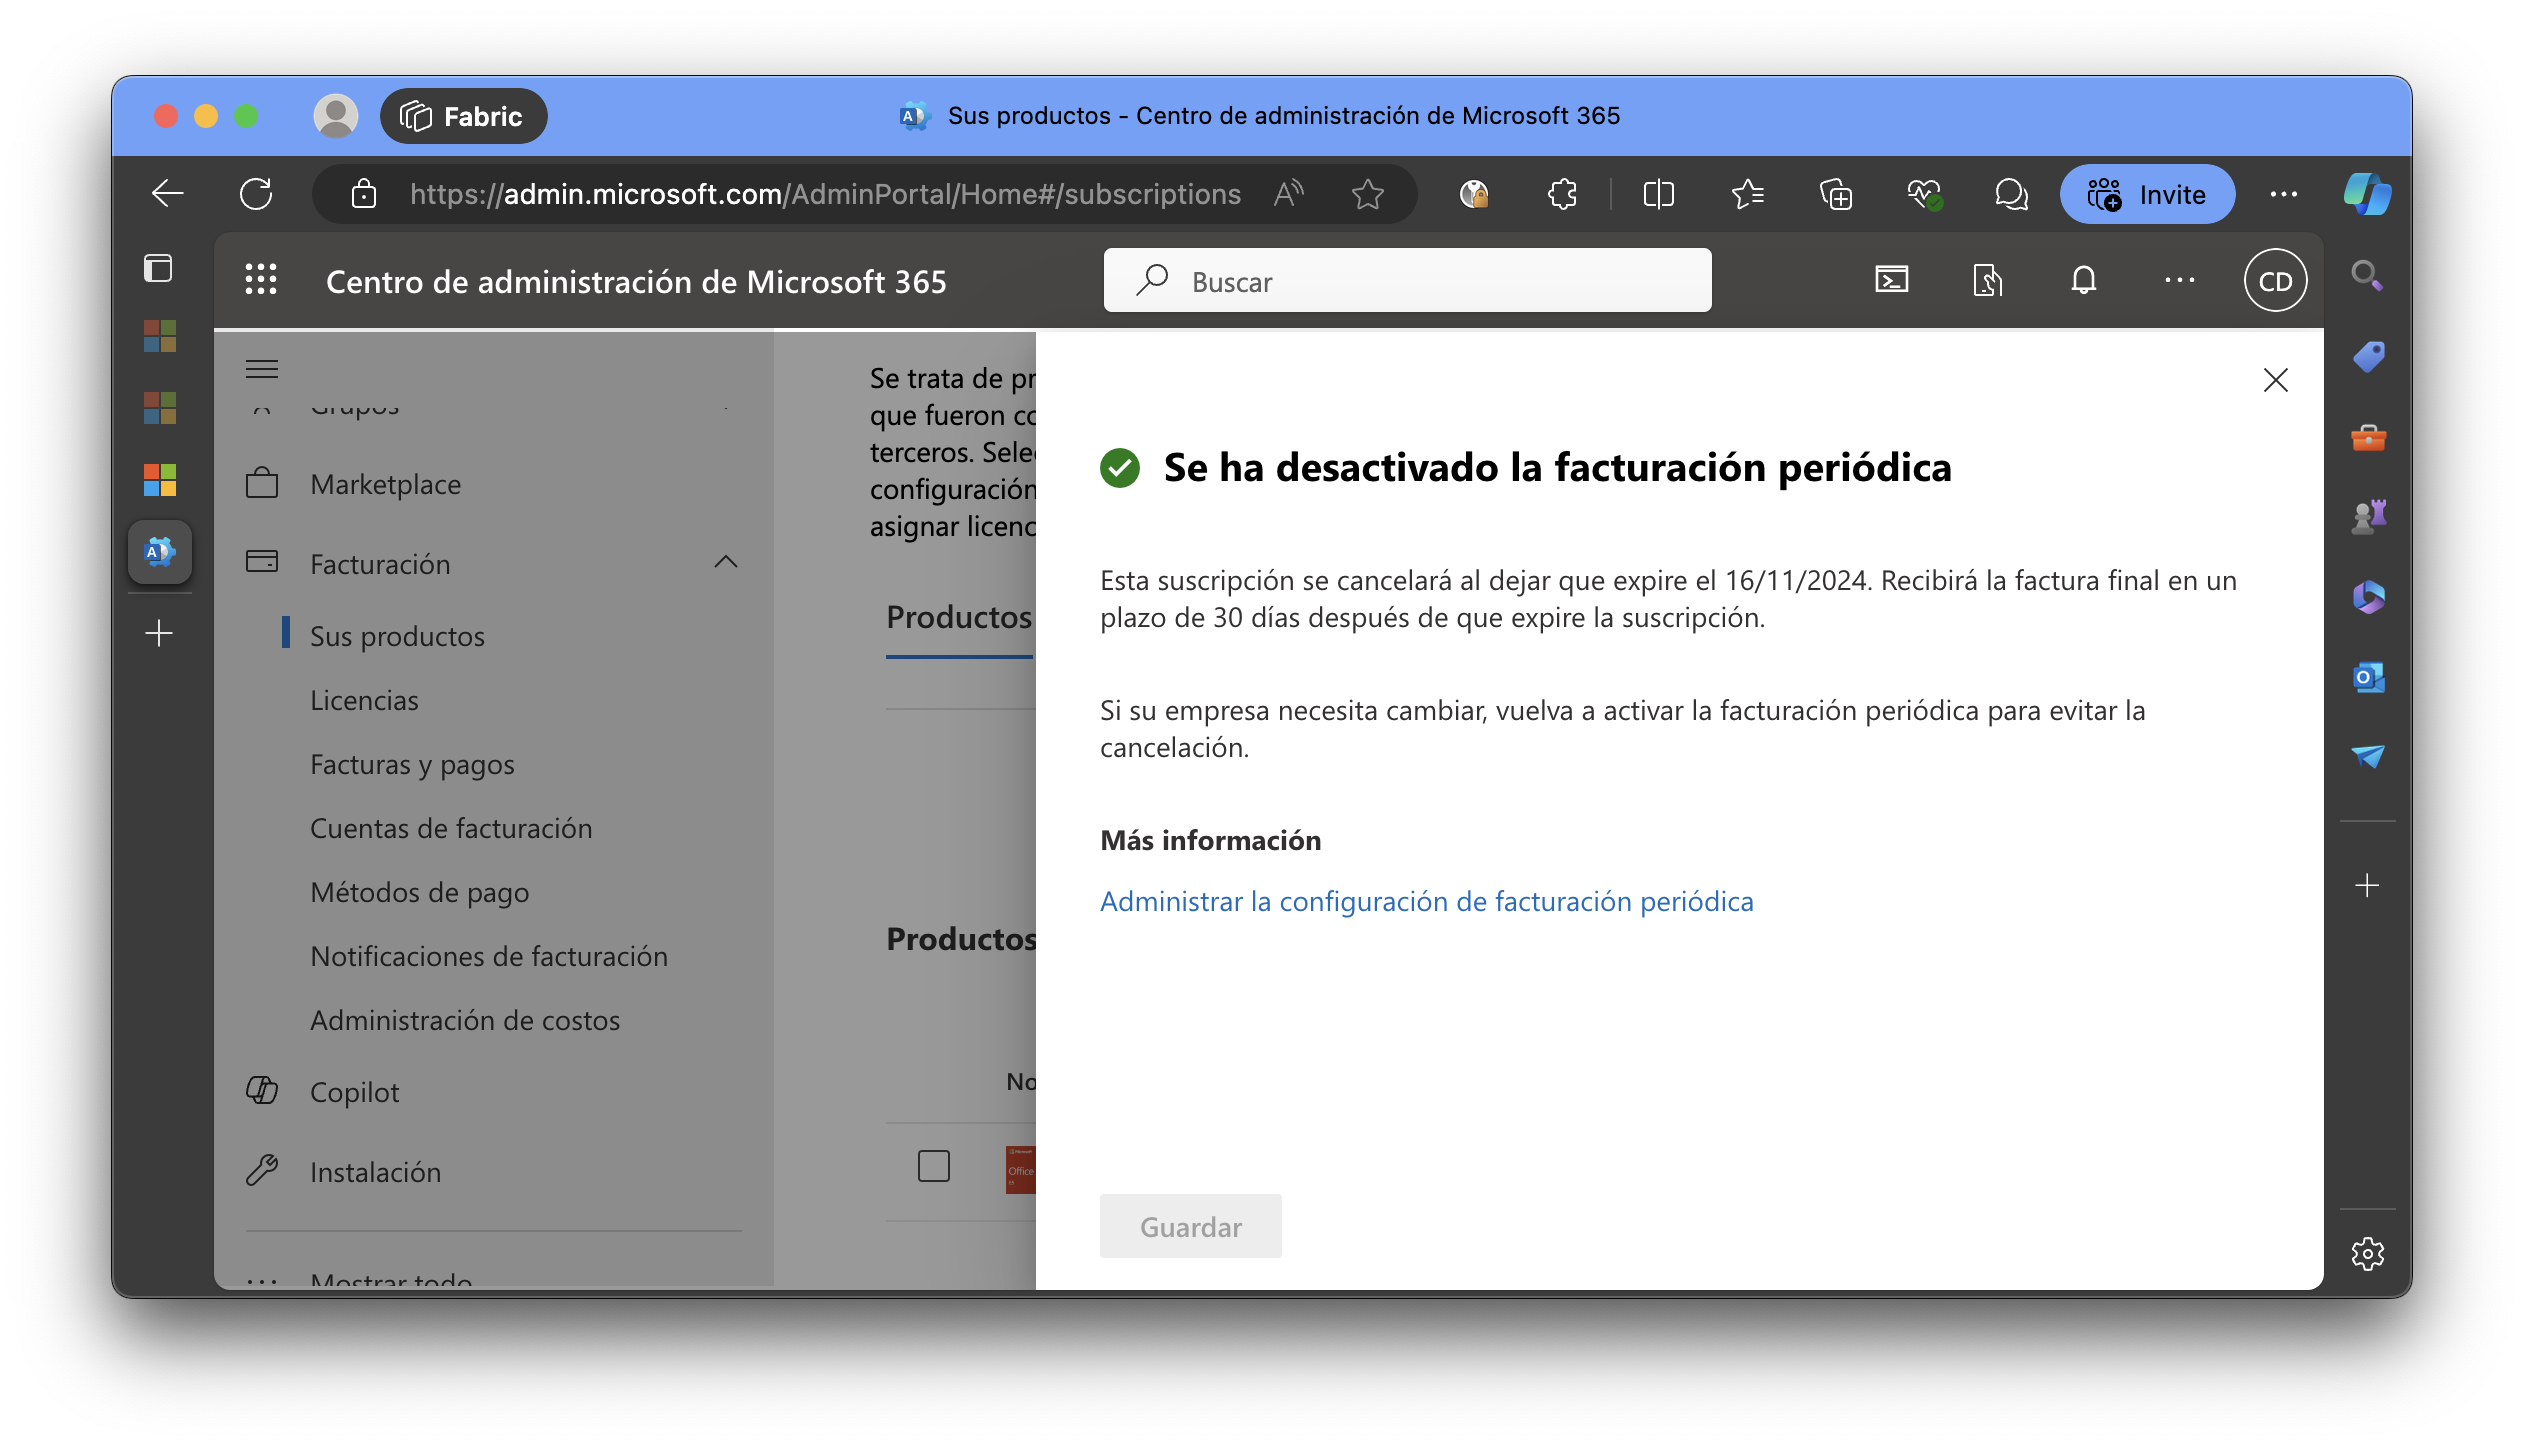 Fabric
Sus productos - Centro de administración de Microsoft 365
https://admin.microsoft.com/AdminPortal/Home#/subscriptions
Invite
Centro de administración de Microsoft 365
Buscar
CD
Grupos
Marketplace
Facturación
Sus productos
Licencias
Facturas y pagos
Cuentas de facturación
Métodos de pago
Notificaciones de facturación
Administración de costos
Copilot
Instalación
Mostrar todo
Se trata de pr
que fueron co
terceros. Sele
configuración
asignar licenc
Productos
Productos
No
Microsoft
Office
Se ha desactivado la facturación periódica
Esta suscripción se cancelará al dejar que expire el 16/11/2024. Recibirá la factura final en un
plazo de 30 días después de que expire la suscripción.
Si su empresa necesita cambiar, vuelva a activar la facturación periódica para evitar la
cancelación.
Más información
Administrar la configuración de facturación periódica
Guardar